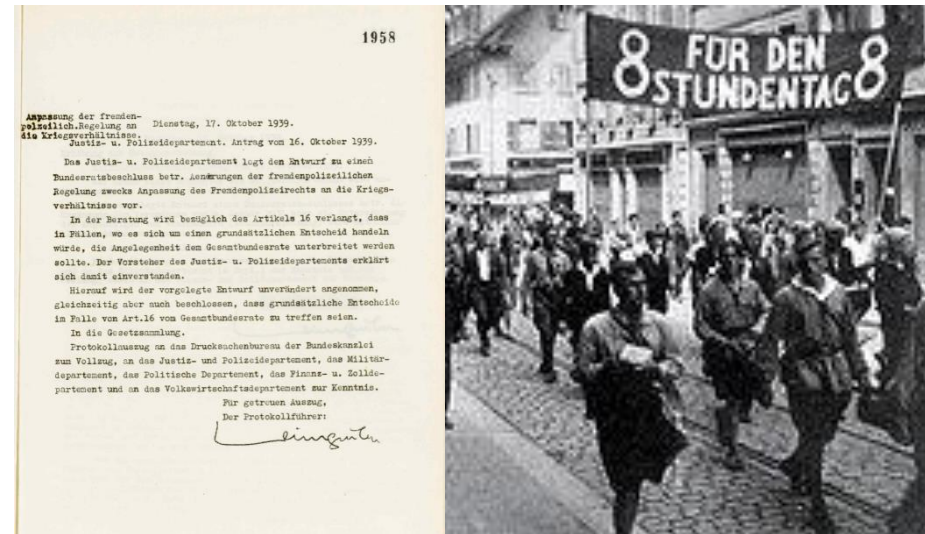 1958
Anpassung der fremden-
polzeilich.Regelung an
die Kriegsverhältnisse.
Dienstag, 17. Oktober 1939.
Justiz- u. Polizeidepartement. Antrag vom 16. Oktober 1939.
Das Justiz- u. Polizeidepartement legt den Entwurf zu einen
Bundesratsbeschluss betr. Aenerungen der fremdenpolizeilichen
Regelung zwecks Anpassung des Fremdenpolizeirechts an die Kriegs-
verhältnisse vor.
In der Beratung wird bezüglich des Artikels 16 verlangt, dass
in Fällen, wo es sich um einen grundsätzlichen Entscheid handeln
würde, die Angelegenheit dem Gesamtbundesrate unterbreitet werden
sollte. Der Vorsteher des Justiz- u. Polizeidepartements erklärt
sich damit einverstanden.
Hierauf wird der vorgelegte Entwurf unverändert angenommen,
gleichzeitig aber auch beschlossen, dass grundsätzliche Entscheide
im Falle von Art.16 vom Gesamtbundesrate zu treffen seien.
In die Gesetzsammlung.
Protokollauszug an das Drucksachenbureau der Bundeskanzlei
zum Vollzug, an das Justiz- und Polizeidepartement, das Militär-
departement, das Politische Departement, das Finanz- u. Zollde-
partement und an das Volkswirtschaftsdepartement zur Kenntnis.
Für getreuen Auszug,
Der Protokollführer:
8 FÜR DEN 8
STUNDENTAG